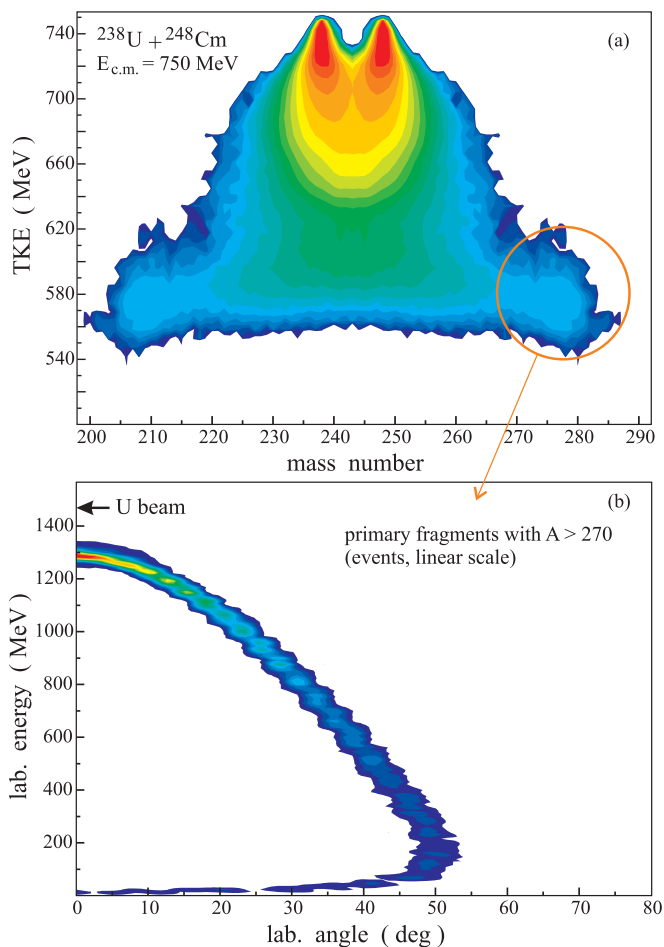 740
700
660
620
580
540
TKE ( MeV )
²³⁸U + ²⁴⁸Cm
E_c.m. = 750 MeV
(a)
200 210 220 230 240 250 260 270 280 290
mass number
(b)
U beam
primary fragments with A > 270
(events, linear scale)
1400
1200
1000
800
600
400
200
0
lab. energy ( MeV )
0 10 20 30 40 50 60 70 80
lab. angle ( deg )